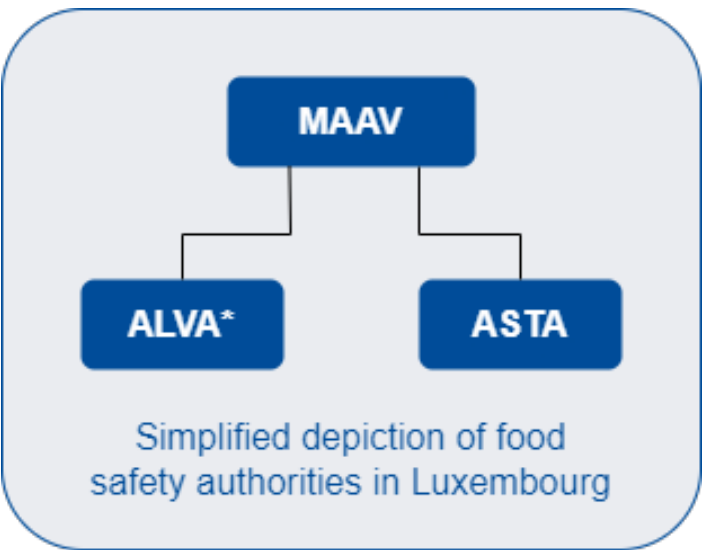 MAAV
ALVA*
ASTA
Simplified depiction of food
safety authorities in Luxembourg